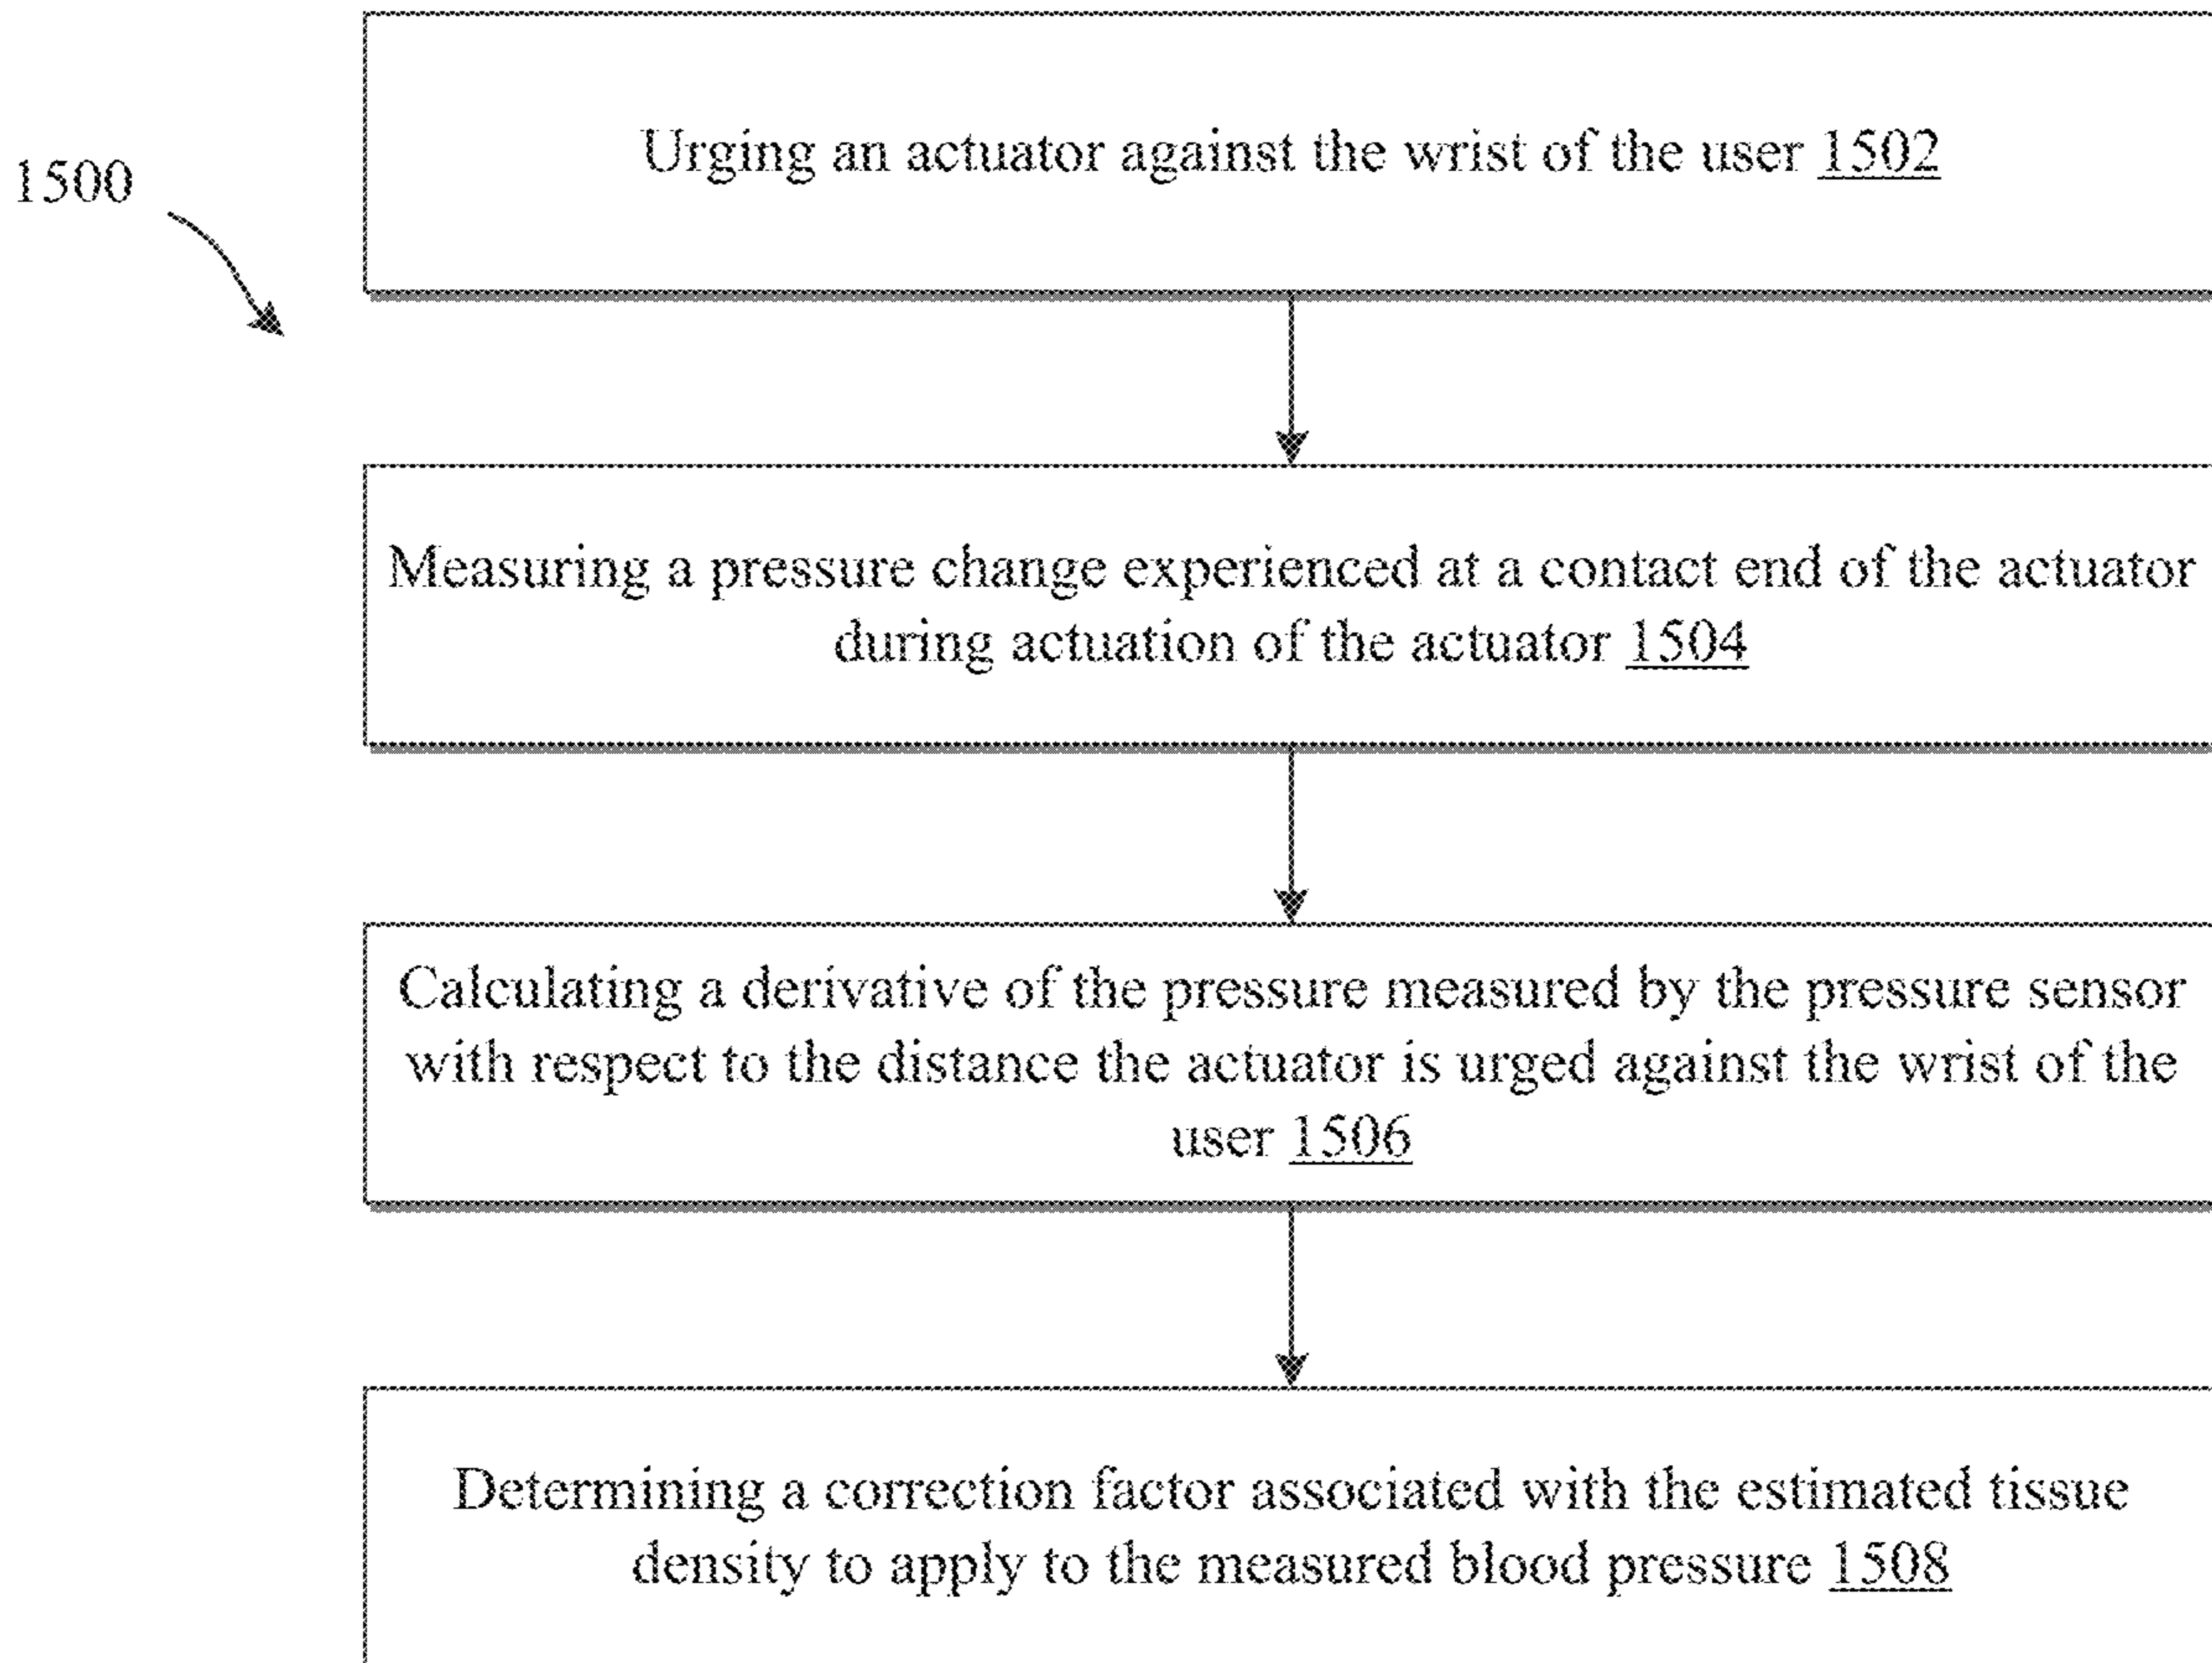 1500
Urging an actuator against the wrist of the user 1502
Measuring a pressure change experienced at a contact end of the actuator
during actuation of the actuator 1504
Calculating a derivative of the pressure measured by the pressure sensor
with respect to the distance the actuator is urged against the wrist of the
user 1506
Determining a correction factor associated with the estimated tissue
density to apply to the measured blood pressure 1508